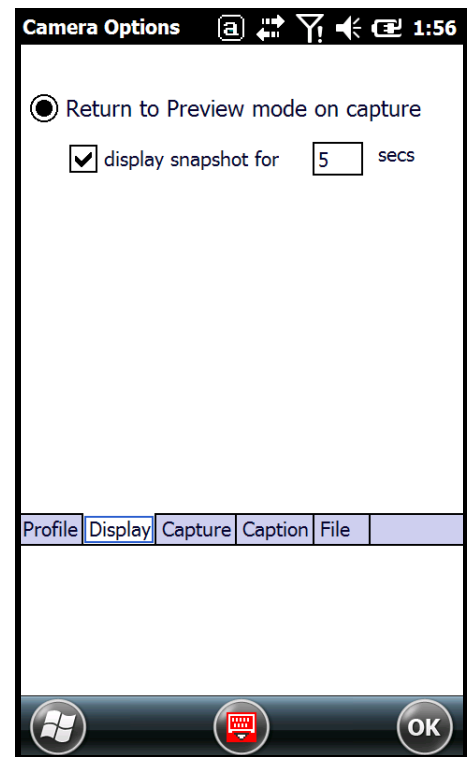 Camera Options a 1:56
Return to Preview mode on capture
display snapshot for 5 secs
Profile Display Capture Caption File
OK